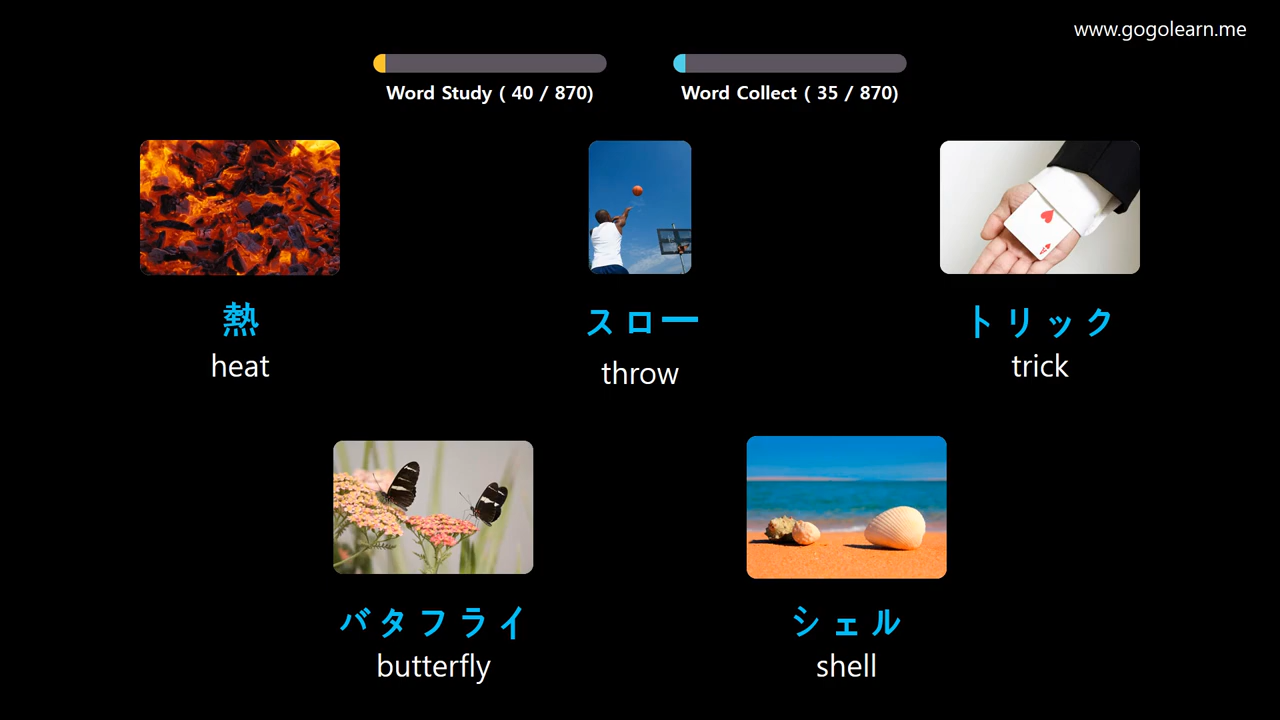 www.gogolearn.me
Word Study ( 40 / 870)
Word Collect ( 35 / 870)
熱
heat
スロー
throw
トリック
trick
バタフライ
butterfly
シェル
shell